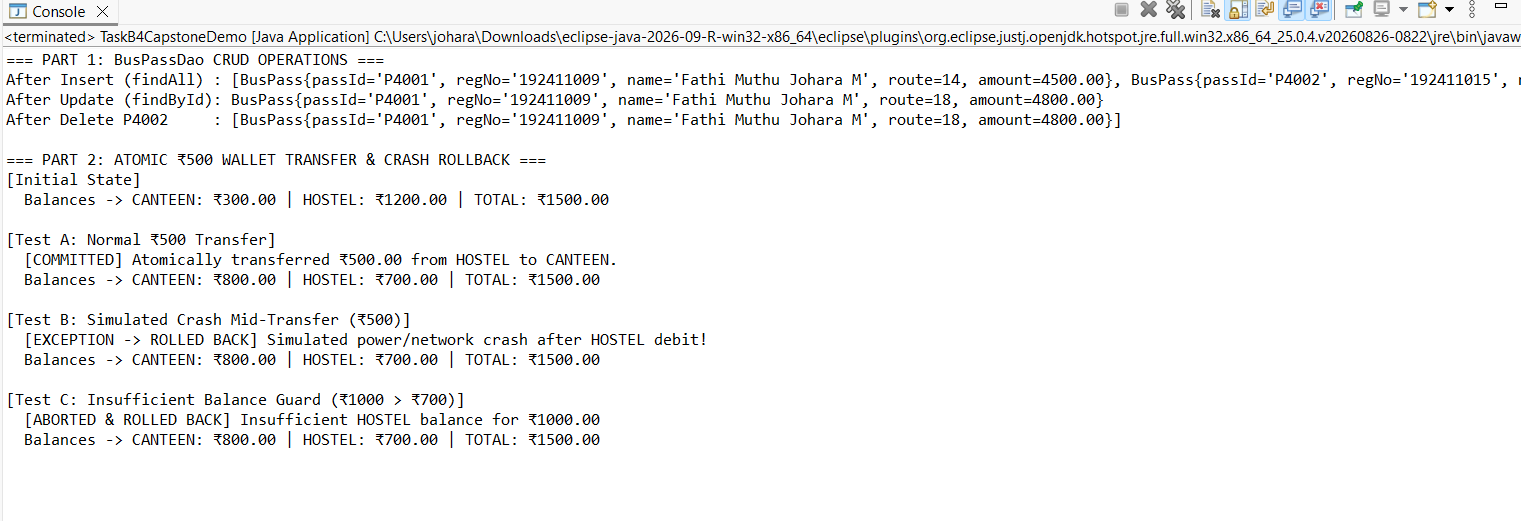 Console
<terminated> TaskB4CapstoneDemo [Java Application] C:\Users\johara\Downloads\eclipse-java-2026-09-R-win32-x86_64\eclipse\plugins\org.eclipse.justj.openjdk.hotspot.jre.full.win32.x86_64_25.0.4.v20260826-0822\jre\bin\javaw
=== PART 1: BusPassDao CRUD OPERATIONS ===
After Insert (findAll) : [BusPass{passId='P4001', regNo='192411009', name='Fathi Muthu Johara M', route=14, amount=4500.00}, BusPass{passId='P4002', regNo='192411015',
After Update (findById): BusPass{passId='P4001', regNo='192411009', name='Fathi Muthu Johara M', route=18, amount=4800.00}
After Delete P4002     : [BusPass{passId='P4001', regNo='192411009', name='Fathi Muthu Johara M', route=18, amount=4800.00}]
=== PART 2: ATOMIC ₹500 WALLET TRANSFER & CRASH ROLLBACK ===
[Initial State]
  Balances -> CANTEEN: ₹300.00 | HOSTEL: ₹1200.00 | TOTAL: ₹1500.00
[Test A: Normal ₹500 Transfer]
  [COMMITTED] Atomically transferred ₹500.00 from HOSTEL to CANTEEN.
  Balances -> CANTEEN: ₹800.00 | HOSTEL: ₹700.00 | TOTAL: ₹1500.00
[Test B: Simulated Crash Mid-Transfer (₹500)]
  [EXCEPTION -> ROLLED BACK] Simulated power/network crash after HOSTEL debit!
  Balances -> CANTEEN: ₹800.00 | HOSTEL: ₹700.00 | TOTAL: ₹1500.00
[Test C: Insufficient Balance Guard (₹1000 > ₹700)]
  [ABORTED & ROLLED BACK] Insufficient HOSTEL balance for ₹1000.00
  Balances -> CANTEEN: ₹800.00 | HOSTEL: ₹700.00 | TOTAL: ₹1500.00